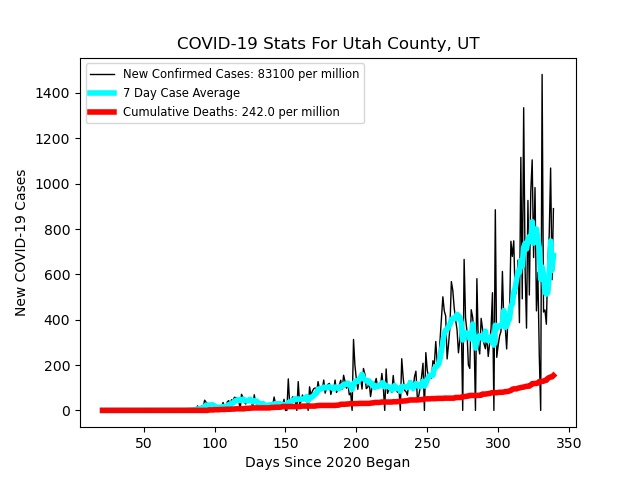 COVID-19 Stats For Utah County, UT
New Confirmed Cases: 83100 per million
7 Day Case Average
Cumulative Deaths: 242.0 per million
New COVID-19 Cases
1400
1200
1000
800
600
400
200
0
50
100
150
200
250
300
350
Days Since 2020 Began